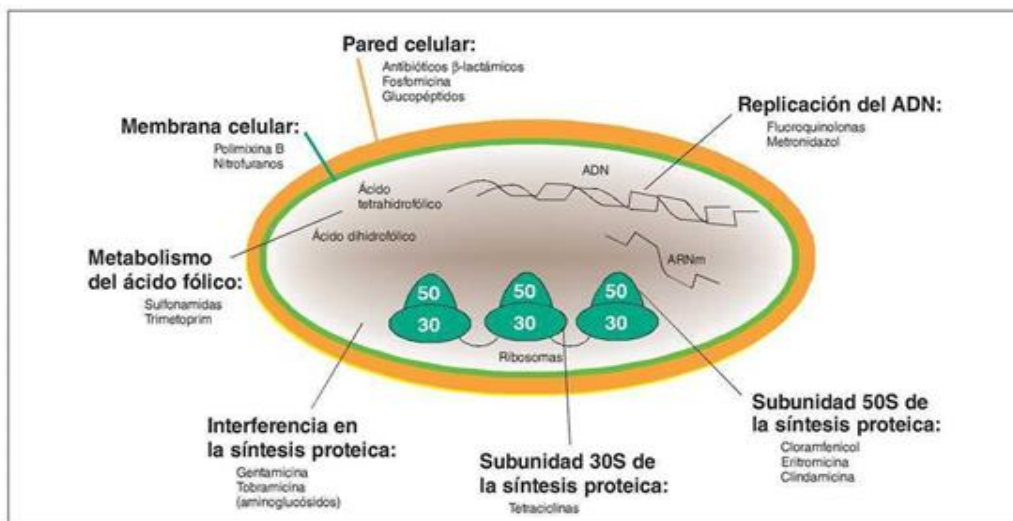 Pared celular:
Antibióticos β-lactámicos
Fosfomicina
Glucopéptidos
Membrana celular:
Polimixina B
Nitrofuranos
Replicación del ADN:
Fluoroquinolonas
Metronidazol
ADN
Ácido
tetrahidrofólico
Ácido dihidrofólico
ARNm
Metabolismo
del ácido fólico:
Sulfonamidas
Trimetoprim
50 50 50
30 30 30
Ribosomas
Interferencia en
la síntesis proteica:
Gentamicina
Tobramicina
(aminoglucósidos)
Subunidad 30S de
la síntesis proteica:
Tetraciclinas
Subunidad 50S de
la síntesis proteica:
Cloramfenicol
Eritromicina
Clindamicina